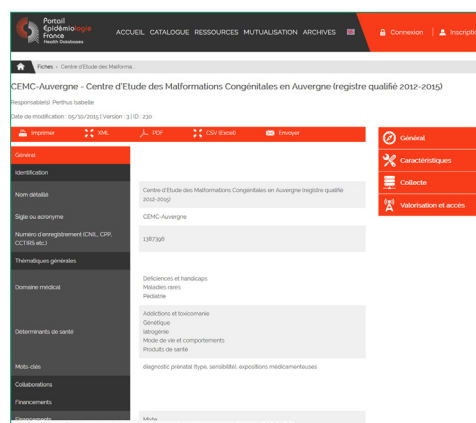 Portail
Épidémiologie
France
Health Databases
ACCUEIL CATALOGUE RESSOURCES MUTUALISATION ARCHIVES
Connexion
Inscriptio
Fiches > Centre d'Etude des Malforma...
CEMC-Auvergne - Centre d'Etude des Malformations Congénitales en Auvergne (registre qualifié 2012-2015)
Responsable(s) Perthus Isabelle
Date de modification : 05/10/2015 | Version : 3 | ID : 230
Imprimer
XML
PDF
CSV (Excel)
Envoyer
Général
Caractéristiques
Collecte
Valorisation et accès
Général
Identification
Nom détaillé
Centre d'Etude des Malformations Congénitales en Auvergne (registre qualifié
2012-2015)
Sigle ou acronyme
CEMC-Auvergne
Numéro d'enregistrement (CNIL, CPP,
CCTIRS etc.)
1387396
Thématiques générales
Domaine médical
Déficiences et handicaps
Maladies rares
Pédiatrie
Déterminants de santé
Addictions et toxicomanie
Génétique
Iatrogénie
Mode de vie et comportements
Produits de santé
Mots-clés
diagnostic prénatal (type, sensibilité), expositions médicamenteuses
Collaborations
Financements
Financements
Mixte